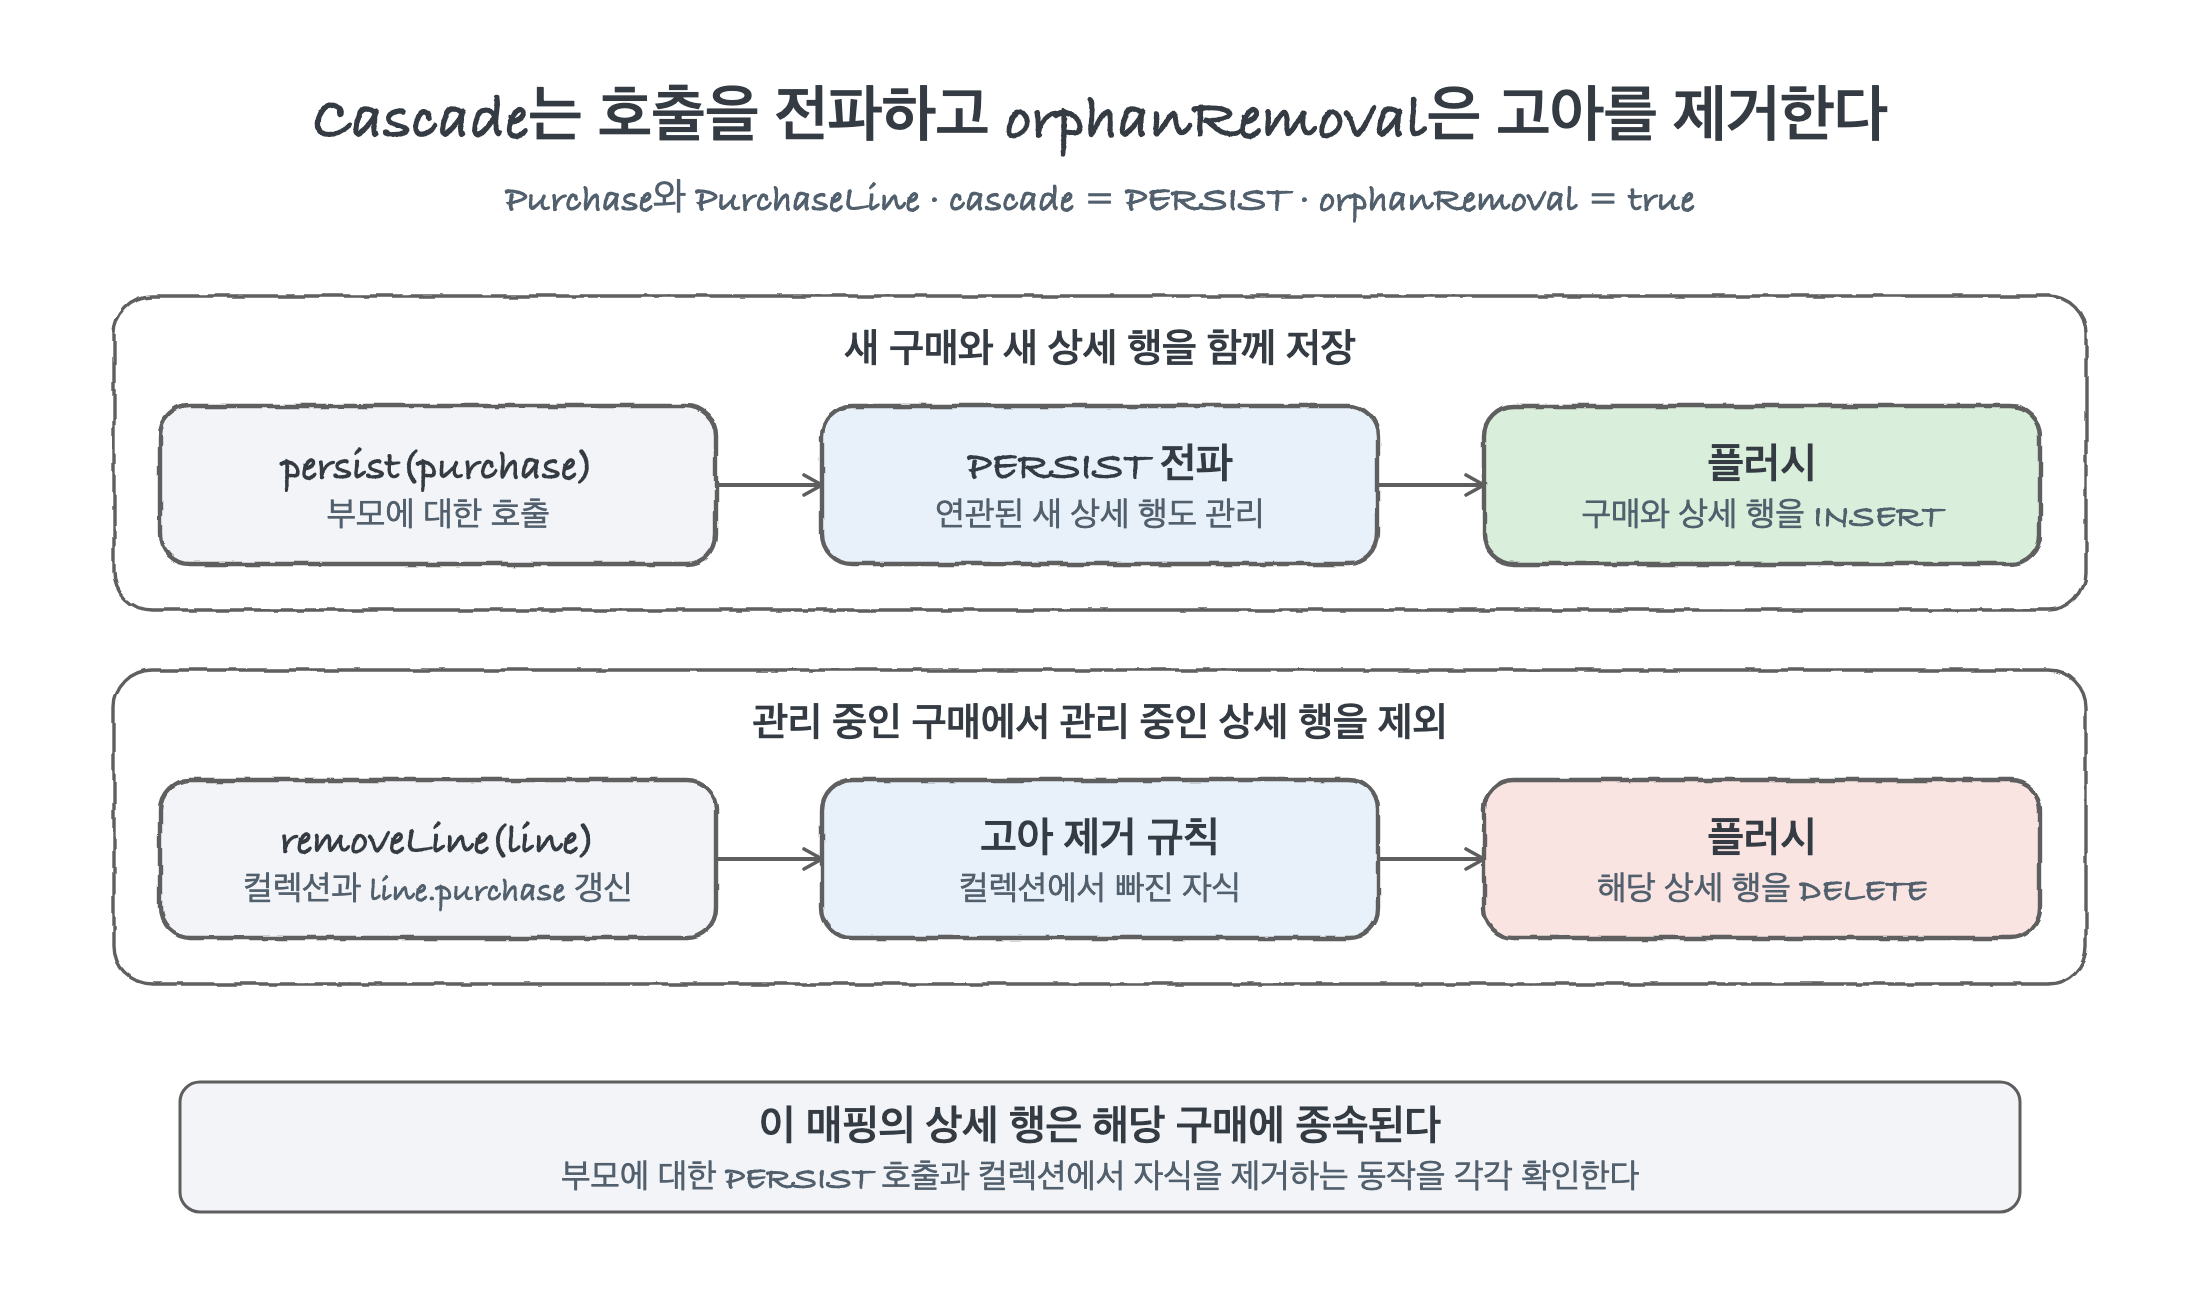 Cascade는 호출을 전파하고 orphanRemoval은 고아를 제거한다
Purchase와 PurchaseLine · cascade = PERSIST · orphanRemoval = true
새 구매와 새 상세 행을 함께 저장
persist(purchase)
부모에 대한 호출
PERSIST 전파
연관된 새 상세 행도 관리
플러시
구매와 상세 행을 INSERT
관리 중인 구매에서 관리 중인 상세 행을 제외
removeLine(line)
컬렉션과 line.purchase 갱신
고아 제거 규칙
컬렉션에서 빠진 자식
플러시
해당 상세 행을 DELETE
이 매핑의 상세 행은 해당 구매에 종속된다
부모에 대한 PERSIST 호출과 컬렉션에서 자식을 제거하는 동작을 각각 확인한다